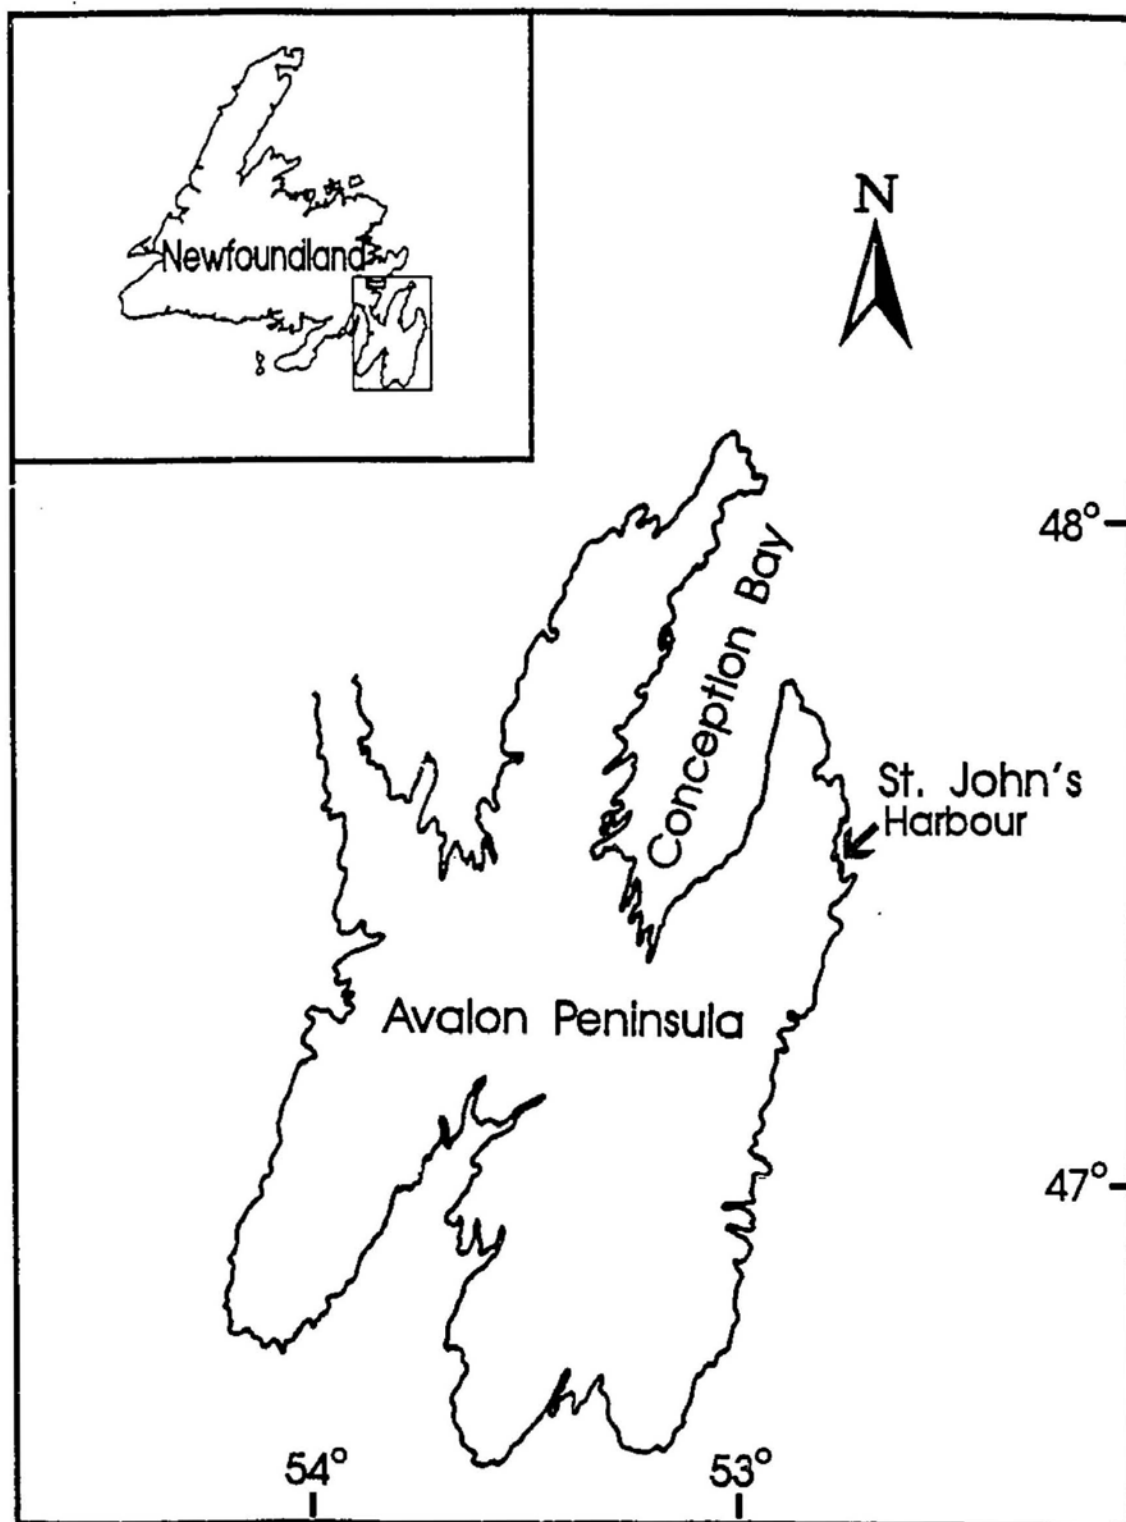 Newfoundland
N
48°
Conception Bay
St. John's
Harbour
Avalon Peninsula
47°
54°
53°